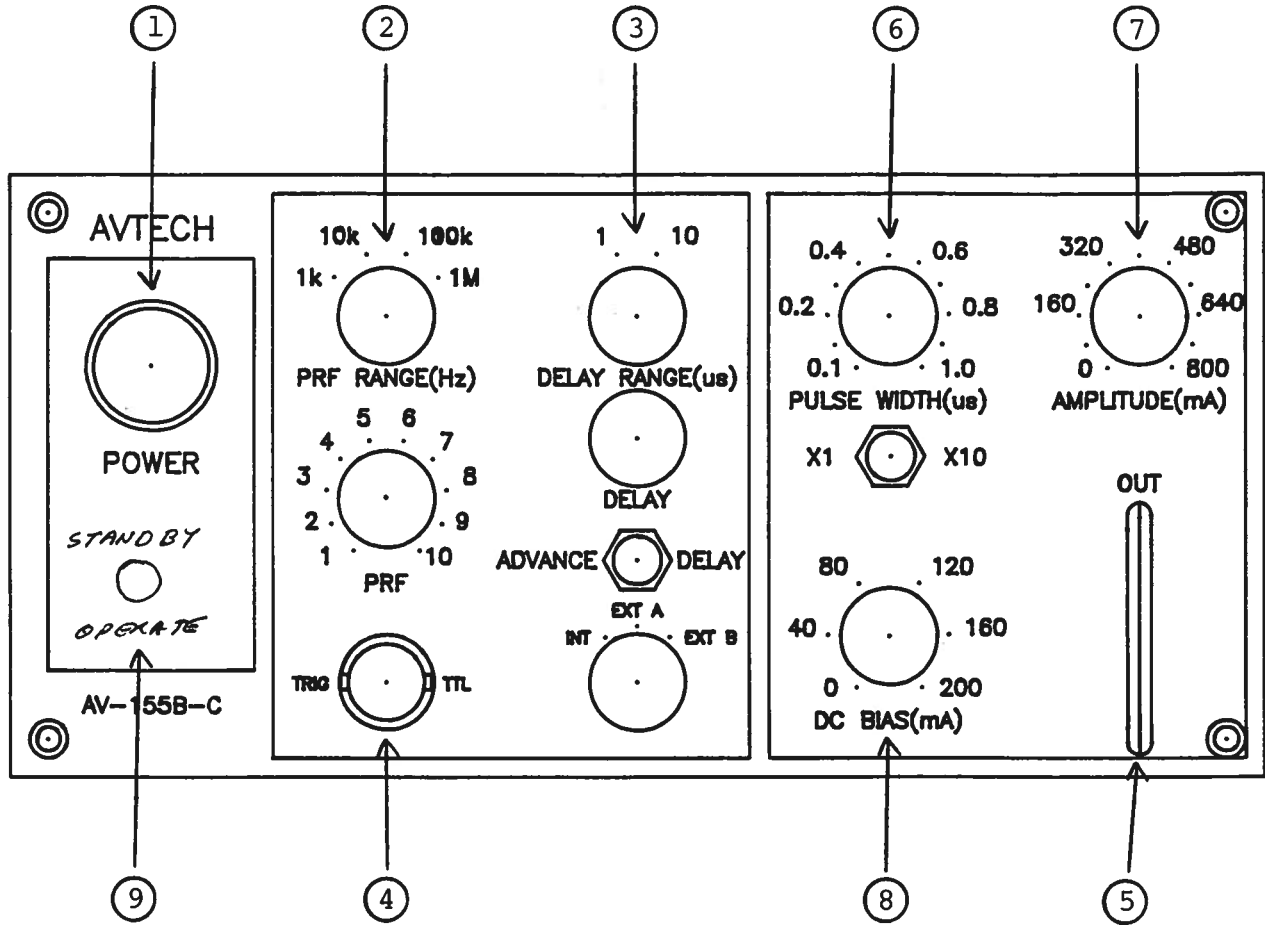 1 2 3 6 7
AVTECH
POWER
STANDBY
OPERATE
AV-155B-C
10k 100k
1k 1M
PRF RANGE(Hz)
5 6
4 7
3 8
2 9
1 10
PRF
TRIG TTL
1 10
DELAY RANGE(us)
DELAY
ADVANCE DELAY
EXT A
INT EXT B
0.4 0.6
0.2 0.8
0.1 1.0
PULSE WIDTH(us)
X1 X10
80 120
40 160
0 200
DC BIAS(mA)
320 480
160 640
0 800
AMPLITUDE(mA)
OUT
9 4 8 5